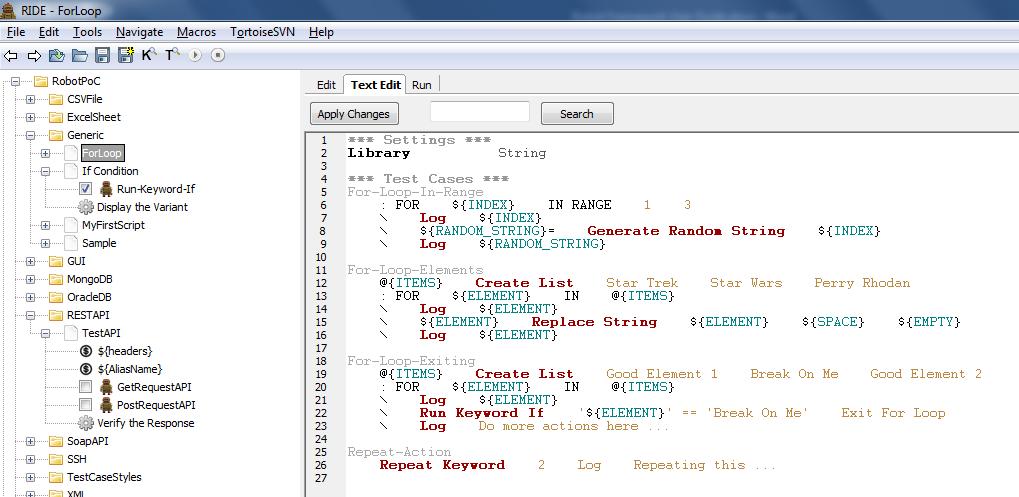 RIDE - ForLoop
File Edit Tools Navigate Macros TortoiseSVN Help
K T
RobotPoC
CSVFile
ExcelSheet
Generic
ForLoop
If Condition
Run-Keyword-If
Display the Variant
MyFirstScript
Sample
GUI
MongoDB
OracleDB
RESTAPI
TestAPI
${headers}
${AliasName}
GetRequestAPI
PostRequestAPI
Verify the Response
SoapAPI
SSH
TestCaseStyles
XML
Edit Text Edit Run
Apply Changes Search
1 *** Settings ***
2 Library String
3
4 *** Test Cases ***
5 For-Loop-In-Range
6 : FOR ${INDEX} IN RANGE 1 3
7 \ Log ${INDEX}
8 \ ${RANDOM_STRING}= Generate Random String ${INDEX}
9 \ Log ${RANDOM_STRING}
10
11 For-Loop-Elements
12 @{ITEMS} Create List Star Trek Star Wars Perry Rhodan
13 : FOR ${ELEMENT} IN @{ITEMS}
14 \ Log ${ELEMENT}
15 \ ${ELEMENT} Replace String ${ELEMENT} ${SPACE} ${EMPTY}
16 \ Log ${ELEMENT}
17
18 For-Loop-Exiting
19 @{ITEMS} Create List Good Element 1 Break On Me Good Element 2
20 : FOR ${ELEMENT} IN @{ITEMS}
21 \ Log ${ELEMENT}
22 \ Run Keyword If '${ELEMENT}' == 'Break On Me' Exit For Loop
23 \ Log Do more actions here ...
24
25 Repeat-Action
26 Repeat Keyword 2 Log Repeating this ...
27